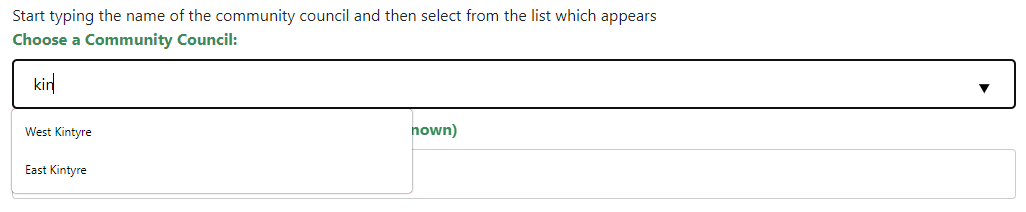 Start typing the name of the community council and then select from the list which appears
Choose a Community Council:
kin
West Kintyre
nown)
East Kintyre